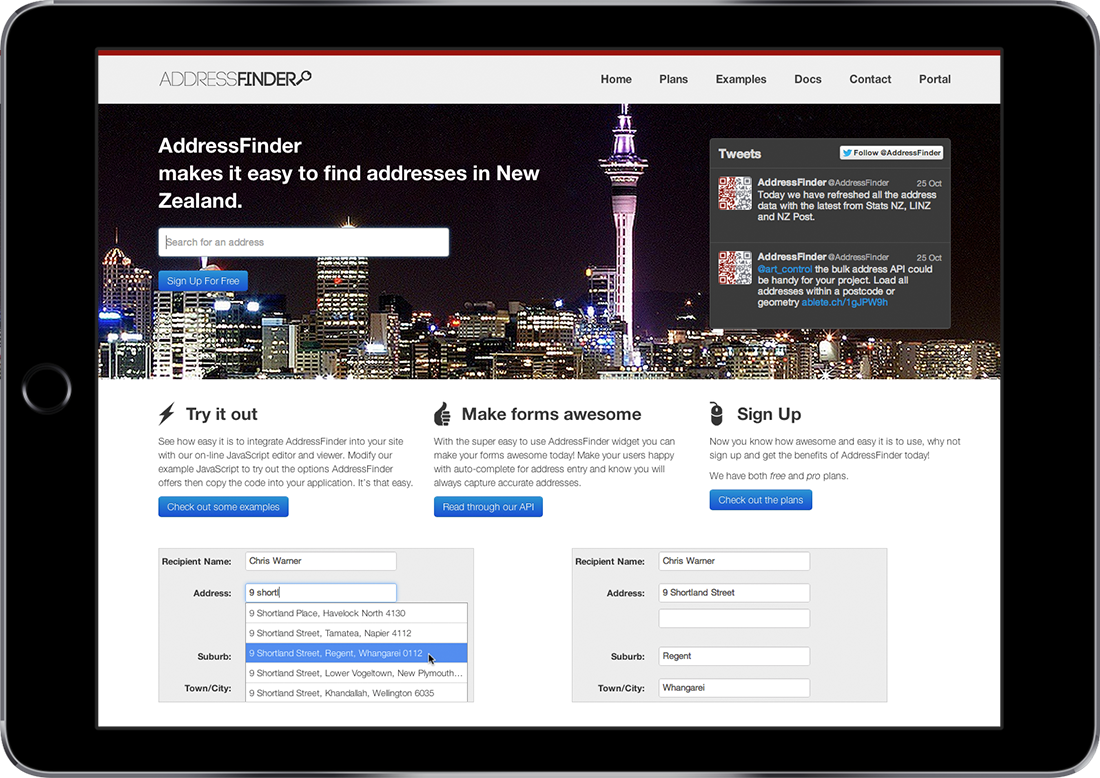 ADDRESSFINDER
Home Plans Examples Docs Contact Portal
AddressFinder
makes it easy to find addresses in New
Zealand.
Search for an address
Sign Up For Free
Tweets
Follow @AddressFinder
AddressFinder @AddressFinder 25 Oct
Today we have refreshed all the address
data with the latest from Stats NZ, LINZ
and NZ Post.
AddressFinder @AddressFinder 25 Oct
@art_control the bulk address API could
be handy for your project. Load all
addresses within a postcode or
geometry ablete.ch/1gJPW9h
Try it out
See how easy it is to integrate AddressFinder into your site
with our on-line JavaScript editor and viewer. Modify our
example JavaScript to try out the options AddressFinder
offers then copy the code into your application. It's that easy.
Check out some examples
Make forms awesome
With the super easy to use AddressFinder widget you can
make your forms awesome today! Make your users happy
with auto-complete for address entry and know you will
always capture accurate addresses.
Read through our API
Sign Up
Now you know how awesome and easy it is to use, why not
sign up and get the benefits of AddressFinder today!
We have both free and pro plans.
Check out the plans
Recipient Name: Chris Warner
Address: 9 shortl
9 Shortland Place, Havelock North 4130
9 Shortland Street, Tamatea, Napier 4112
Suburb: 9 Shortland Street, Regent, Whangarei 0112
9 Shortland Street, Lower Vogeltown, New Plymouth...
Town/City: 9 Shortland Street, Khandallah, Wellington 6035
Recipient Name: Chris Warner
Address: 9 Shortland Street
Suburb: Regent
Town/City: Whangarei